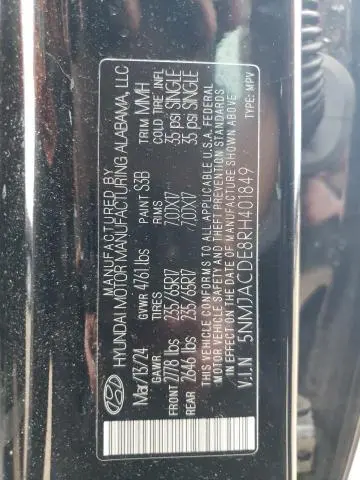 MANUFACTURED BY
HYUNDAI MOTOR MANUFACTURING ALABAMA, LLC
Mar/13/24 GVWR 4761 lbs PAINT S3B TRIM MMH
GAWR TIRES RIMS COLD TIRE INFL
FRONT 2778 lbs 235/65R17 7.00X17 35 psi SINGLE
REAR 2646 lbs 235/65R17 7.00X17 35 psi SINGLE
THIS VEHICLE CONFORMS TO ALL APPLICABLE U.S.A. FEDERAL
MOTOR VEHICLE SAFETY AND THEFT PREVENTION STANDARDS
IN EFFECT ON THE DATE OF MANUFACTURE SHOWN ABOVE.
V.I.N 5NMJACDE8RH401849 TYPE: MPV